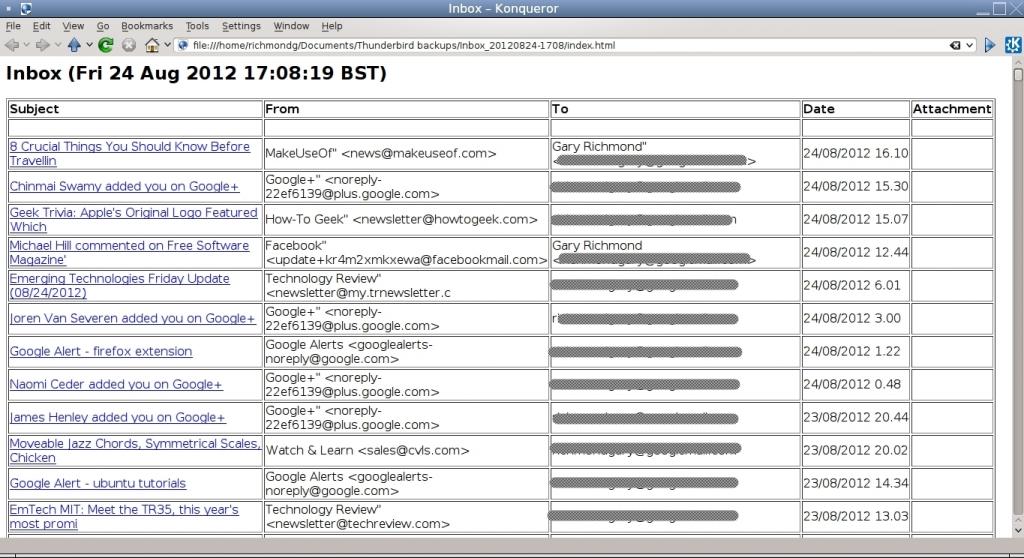 Inbox – Konqueror
File Edit View Go Bookmarks Tools Settings Window Help
file:///home/richmondg/Documents/Thunderbird backups/Inbox_20120824-1708/index.html
Inbox (Fri 24 Aug 2012 17:08:19 BST)
Subject From To Date Attachment
8 Crucial Things You Should Know Before
Travellin
MakeUseOf" <news@makeuseof.com>
Gary Richmond"
< >
24/08/2012 16.10
Chinmai Swamy added you on Google+
Google+" <noreply-
22ef6139@plus.google.com>
24/08/2012 15.30
Geek Trivia: Apple's Original Logo Featured
Which
How-To Geek" <newsletter@howtogeek.com>
24/08/2012 15.07
Michael Hill commented on Free Software
Magazine'
Facebook"
<update+kr4m2xmkxewa@facebookmail.com>
Gary Richmond
< >
24/08/2012 12.44
Emerging Technologies Friday Update
(08/24/2012)
Technology Review"
<newsletter@my.trnewsletter.c
24/08/2012 6.01
Joren Van Severen added you on Google+
Google+" <noreply-
22ef6139@plus.google.com>
24/08/2012 3.00
Google Alert - firefox extension
Google Alerts <googlealerts-
noreply@google.com>
24/08/2012 1.22
Naomi Ceder added you on Google+
Google+" <noreply-
22ef6139@plus.google.com>
24/08/2012 0.48
James Henley added you on Google+
Google+" <noreply-
22ef6139@plus.google.com>
23/08/2012 20.44
Moveable Jazz Chords, Symmetrical Scales,
Chicken
Watch & Learn <sales@cvls.com>
23/08/2012 20.02
Google Alert - ubuntu tutorials
Google Alerts <googlealerts-
noreply@google.com>
23/08/2012 14.34
EmTech MIT: Meet the TR35, this year's
most promi
Technology Review"
<newsletter@techreview.com>
23/08/2012 13.03